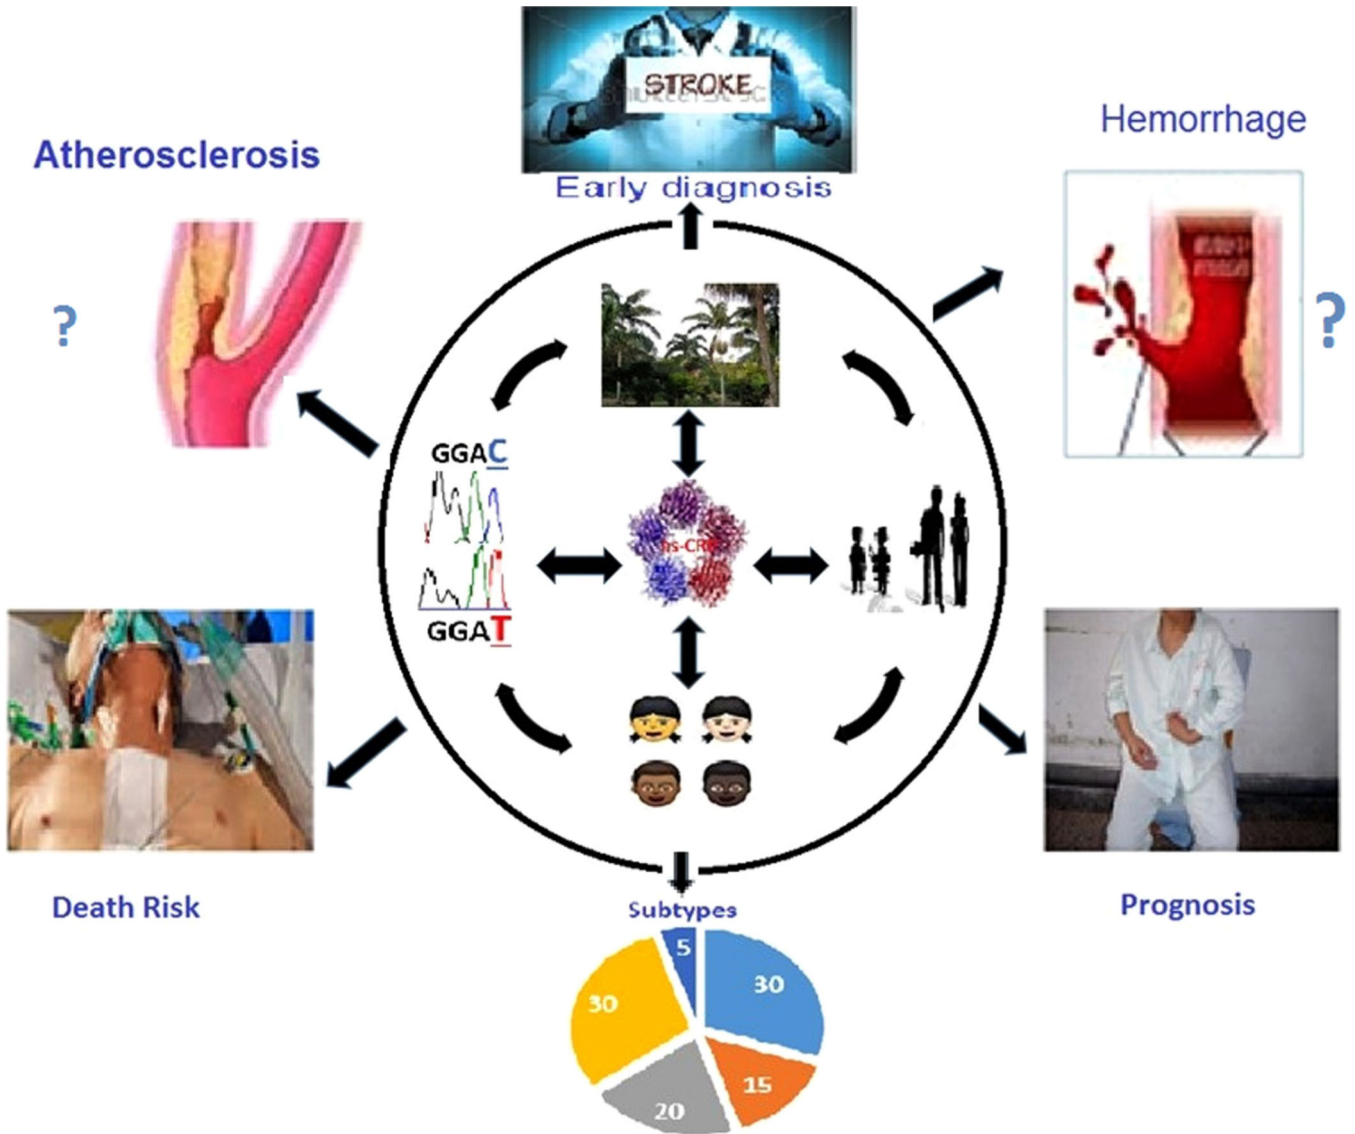 STROKE
Early diagnosis
Hemorrhage
Atherosclerosis
?
?
GGAC
hs-CRP
GGAT
Death Risk
Prognosis
Subtypes
5
30
30
15
20